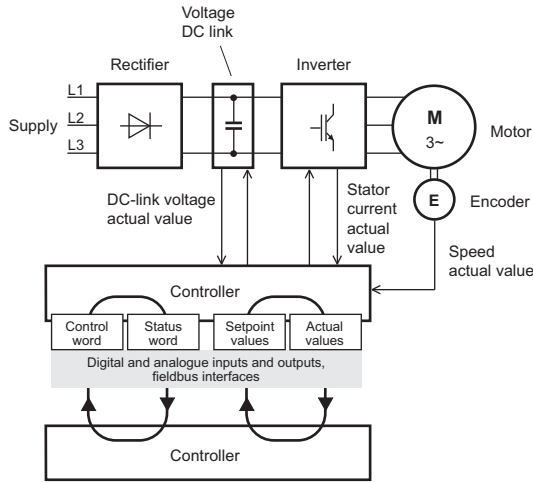 Voltage
DC link
Rectifier
Inverter
L1
L2
L3
Supply
M
3~
Motor
E
Encoder
DC-link voltage
actual value
Stator
current
actual
value
Speed
actual value
Controller
Control
word
Status
word
Setpoint
values
Actual
values
Digital and analogue inputs and outputs,
fieldbus interfaces
Controller